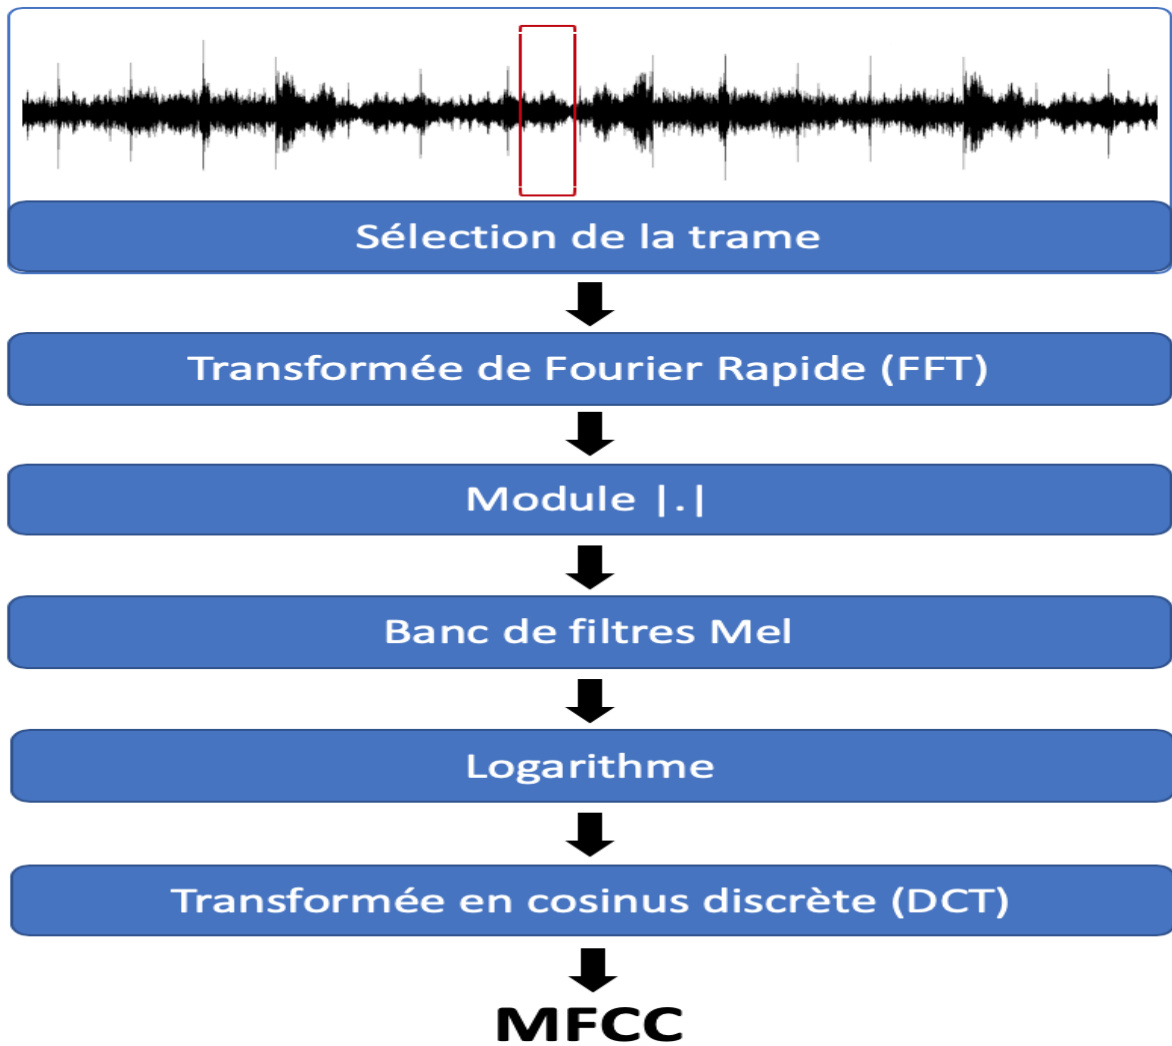 Sélection de la trame
Transformée de Fourier Rapide (FFT)
Module |.|
Banc de filtres Mel
Logarithme
Transformée en cosinus discrète (DCT)
MFCC